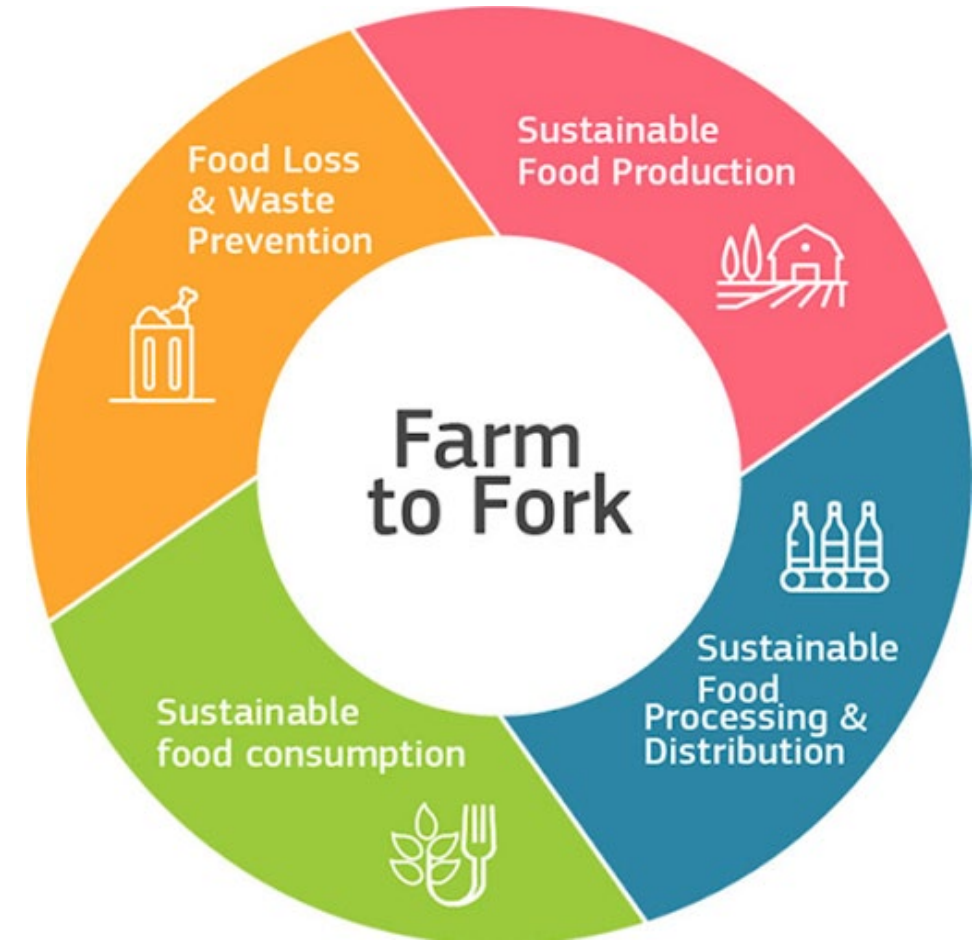 Food Loss
& Waste
Prevention
Sustainable
Food Production
Farm
to Fork
Sustainable
Food
Processing &
Distribution
Sustainable
food consumption